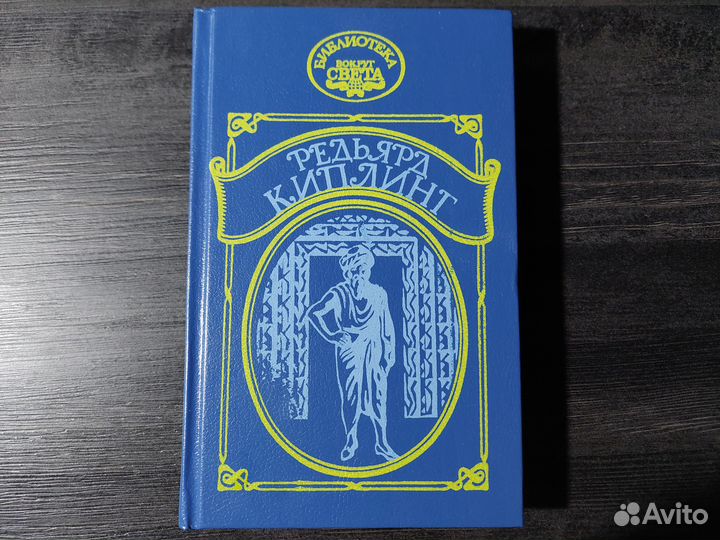 БИБЛИОТЕКА
ВОКРУГ
СВЕТА
РЕДЬЯРД
КИПЛИНГ
Avito